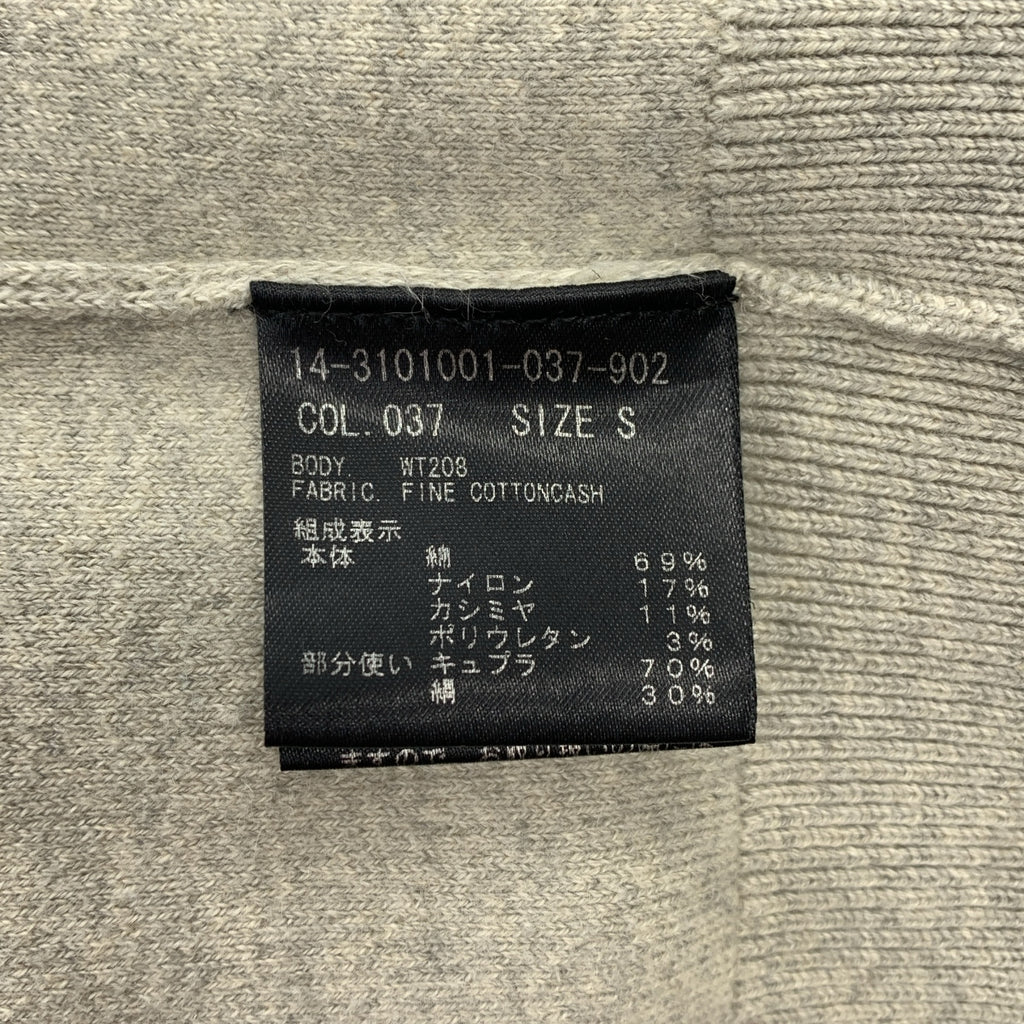 14-3101001-037-902
COL. 037 SIZE S
BODY WT208
FABRIC. FINE COTTONCASH
組成表示
本体 綿 69%
ナイロン 17%
カシミヤ 11%
ポリウレタン 3%
部分使い キュプラ 70%
綿 30%